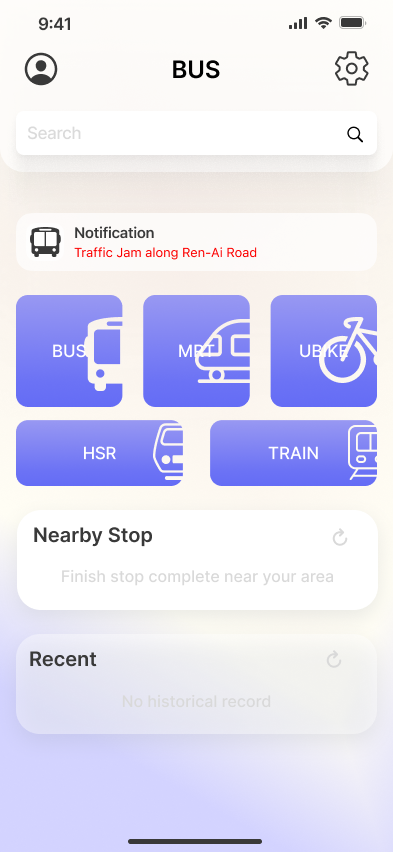 9:41
BUS
Search
Notification
Traffic Jam along Ren-Ai Road
BUS
MRT
UBIKE
HSR
TRAIN
Nearby Stop
Finish stop complete near your area
Recent
No historical record